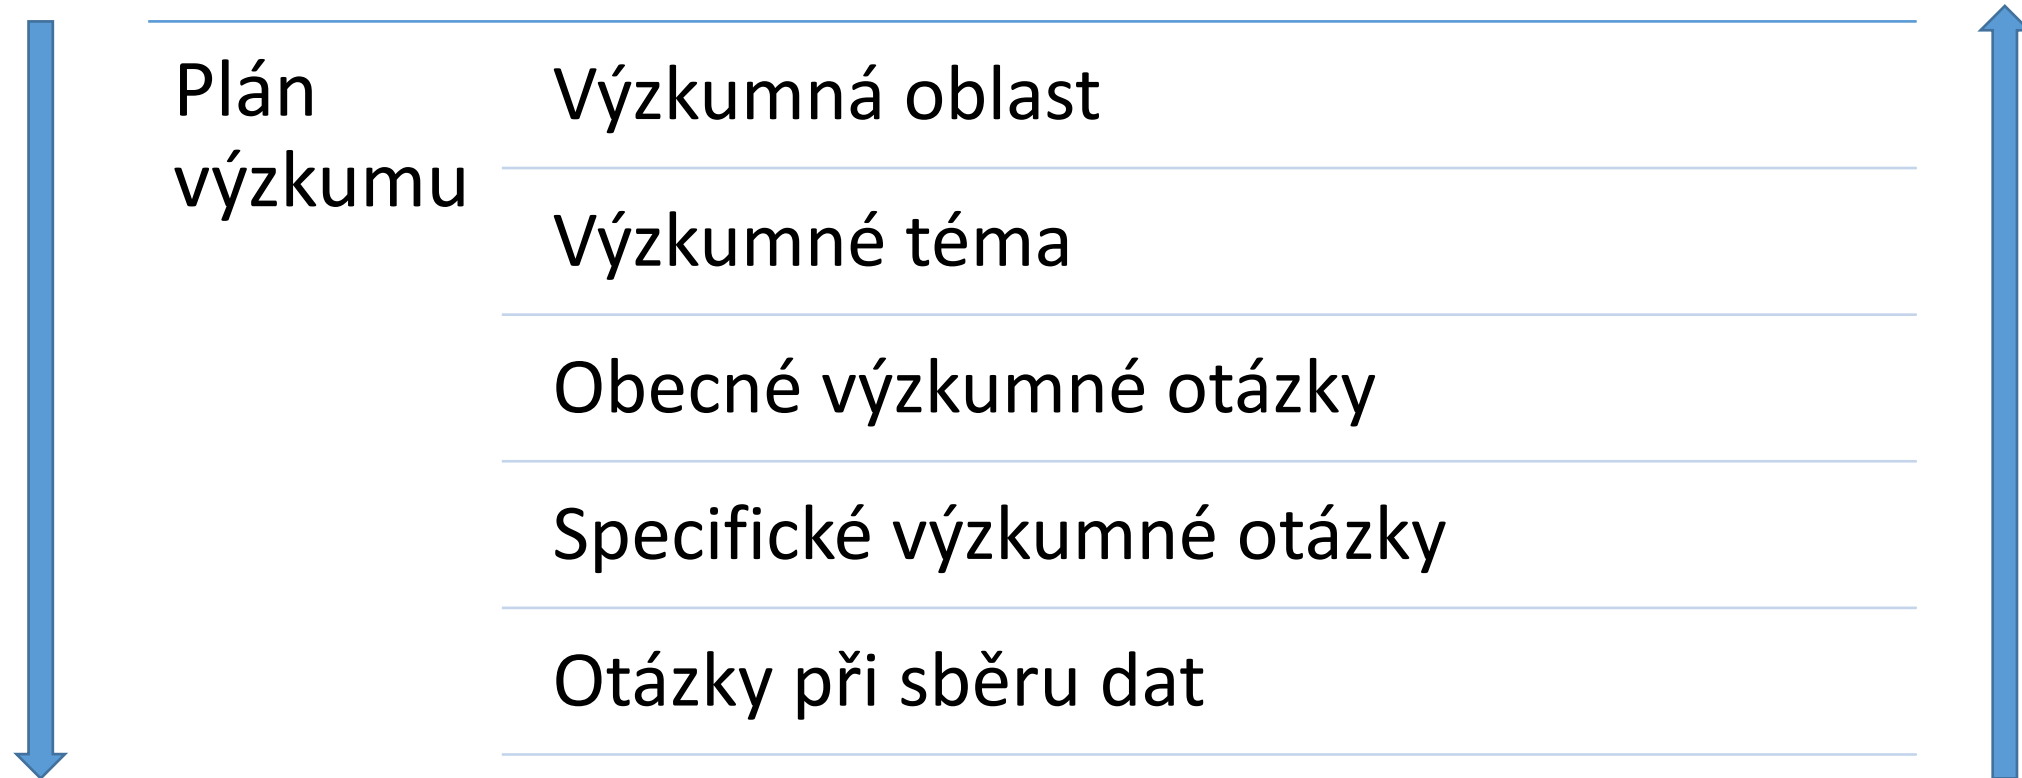 Plán
výzkumu
Výzkumná oblast
Výzkumné téma
Obecné výzkumné otázky
Specifické výzkumné otázky
Otázky při sběru dat